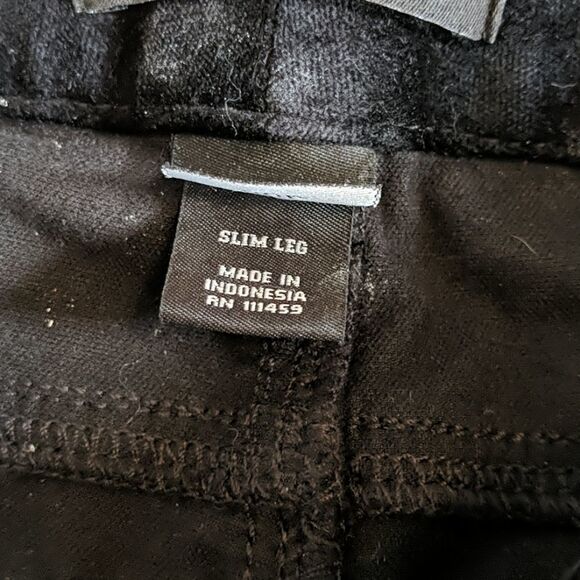 SLIM LEG
MADE IN
INDONESIA
RN 111459